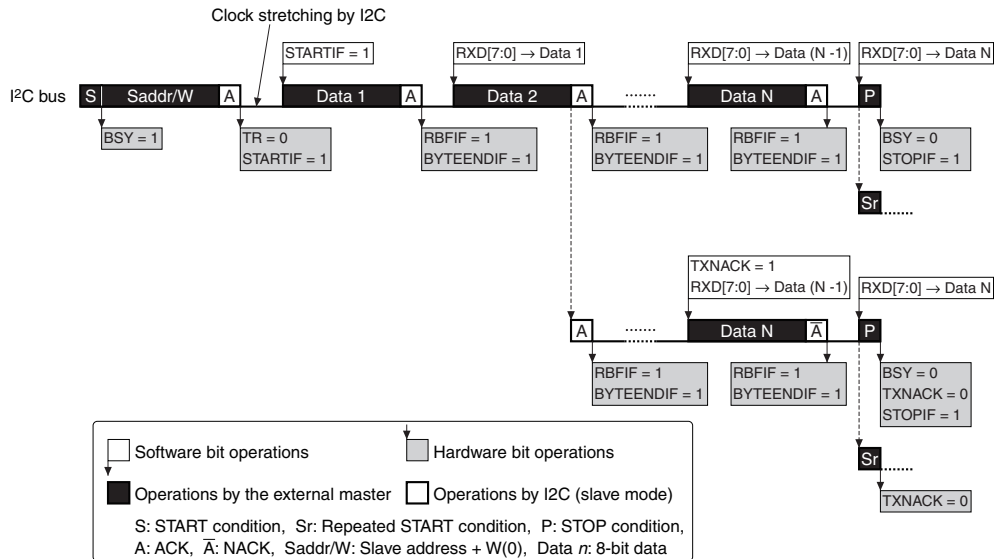 Clock stretching by I2C
STARTIF = 1
RXD[7:0] → Data 1
RXD[7:0] → Data (N -1)
RXD[7:0] → Data N
I²C bus
S Saddr/W A Data 1 A Data 2 A Data N A P
BSY = 1
TR = 0
STARTIF = 1
RBFIF = 1
BYTEENDIF = 1
RBFIF = 1
BYTEENDIF = 1
RBFIF = 1
BYTEENDIF = 1
BSY = 0
STOPIF = 1
Sr
TXNACK = 1
RXD[7:0] → Data (N -1)
RXD[7:0] → Data N
A Data N A̅ P
RBFIF = 1
BYTEENDIF = 1
RBFIF = 1
BYTEENDIF = 1
BSY = 0
TXNACK = 0
STOPIF = 1
Sr
TXNACK = 0
Software bit operations
Hardware bit operations
Operations by the external master
Operations by I2C (slave mode)
S: START condition, Sr: Repeated START condition, P: STOP condition,
A: ACK, A̅: NACK, Saddr/W: Slave address + W(0), Data n: 8-bit data